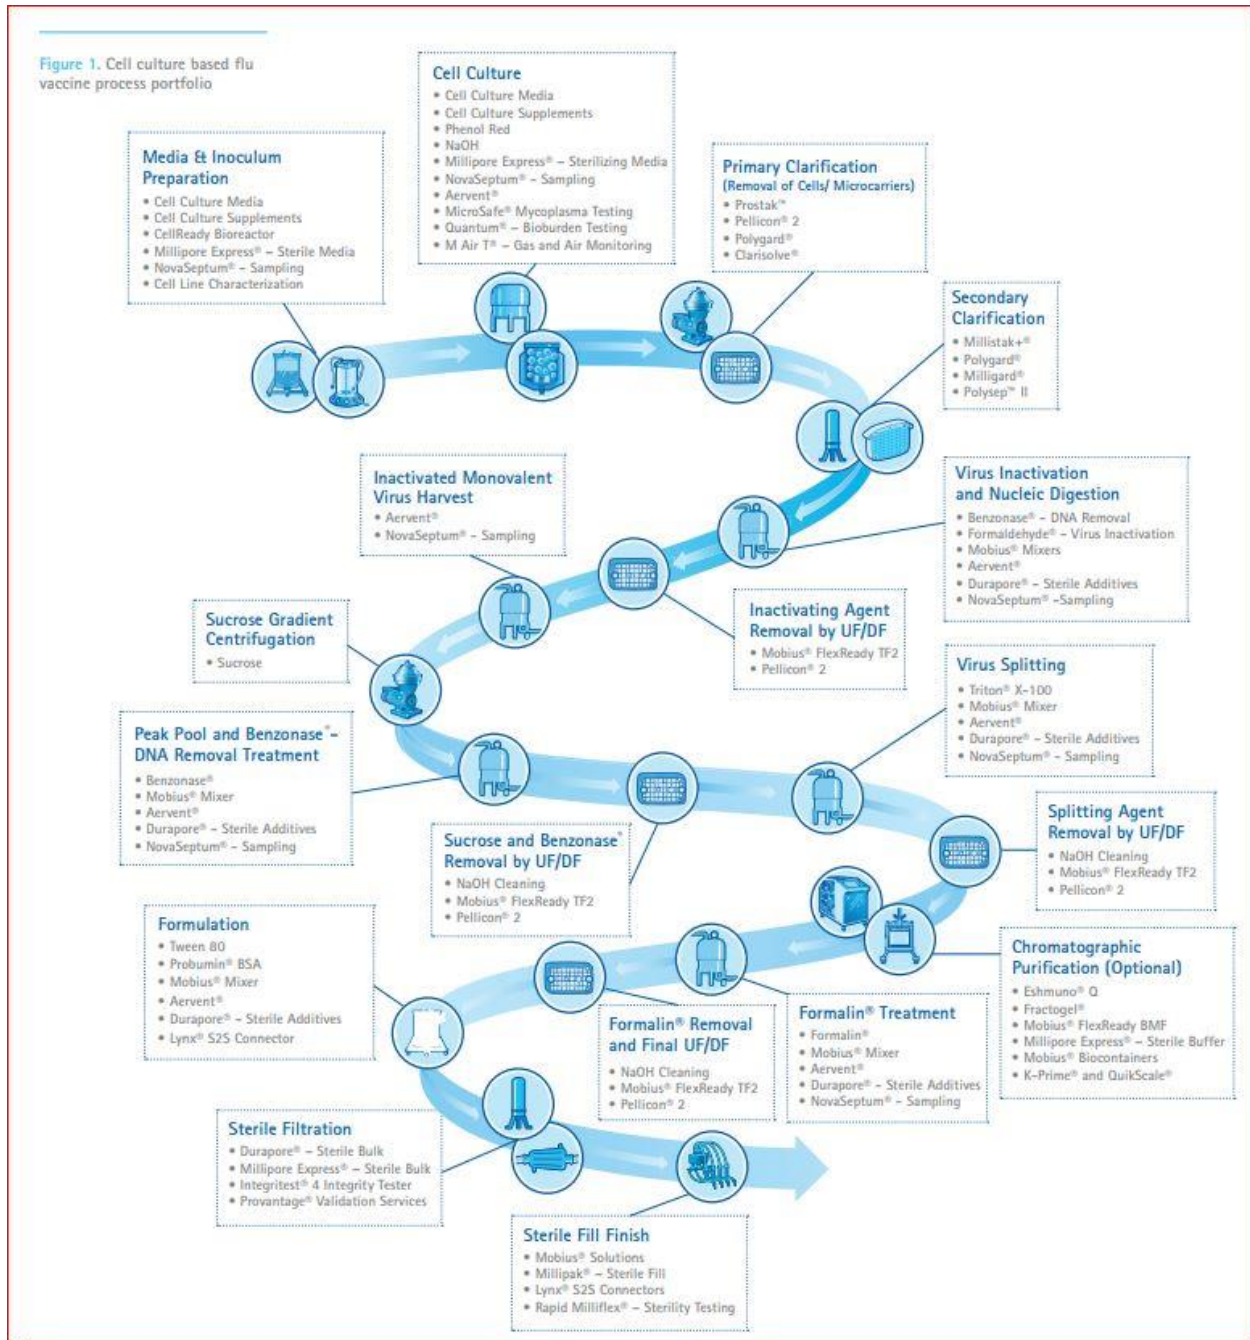 Figure 1. Cell culture based flu
vaccine process portfolio
Media & Inoculum
Preparation
• Cell Culture Media
• Cell Culture Supplements
• CellReady Bioreactor
• Millipore Express® – Sterile Media
• NovaSeptum® - Sampling
• Cell Line Characterization
Cell Culture
• Cell Culture Media
• Cell Culture Supplements
• Phenol Red
• NaOH
• Millipore Express® – Sterilizing Media
• NovaSeptum® - Sampling
• Aervent®
• MicroSafe® Mycoplasma Testing
• Quantum® – Bioburden Testing
• M Air T® – Gas and Air Monitoring
Primary Clarification
(Removal of Cells/ Microcarriers)
• Prostak™
• Pellicon® 2
• Polygard®
• Clarisolve®
Secondary
Clarification
• Millistak+®
• Polygard®
• Milligard®
• Polysep™ II
Virus Inactivation
and Nucleic Digestion
• Benzonase® - DNA Removal
• Formaldehyde® – Virus Inactivation
• Mobius® Mixers
• Aervent®
• Durapore® - Sterile Additives
• NovaSeptum® -Sampling
Inactivating Agent
Removal by UF/DF
• Mobius® FlexReady TF2
• Pellicon® 2
Inactivated Monovalent
Virus Harvest
• Aervent®
• NovaSeptum® - Sampling
Sucrose Gradient
Centrifugation
• Sucrose
Peak Pool and Benzonase®–
DNA Removal Treatment
• Benzonase®
• Mobius® Mixer
• Aervent®
• Durapore® – Sterile Additives
• NovaSeptum® - Sampling
Sucrose and Benzonase®
Removal by UF/DF
• NaOH Cleaning
• Mobius® FlexReady TF2
• Pellicon® 2
Virus Splitting
• Triton® X-100
• Mobius® Mixer
• Aervent®
• Durapore® – Sterile Additives
• NovaSeptum® - Sampling
Splitting Agent
Removal by UF/DF
• NaOH Cleaning
• Mobius® FlexReady TF2
• Pellicon® 2
Chromatographic
Purification (Optional)
• Eshmuno® Q
• Fractogel®
• Mobius® FlexReady BMF
• Millipore Express® – Sterile Buffer
• Mobius® Biocontainers
• K-Prime® and QuikScale®
Formalin® Treatment
• Formalin®
• Mobius® Mixer
• Aervent®
• Durapore® - Sterile Additives
• NovaSeptum® - Sampling
Formalin® Removal
and Final UF/DF
• NaOH Cleaning
• Mobius® FlexReady TF2
• Pellicon® 2
Formulation
• Tween 80
• Probumin® BSA
• Mobius® Mixer
• Aervent®
• Durapore® – Sterile Additives
• Lynx® S2S Connector
Sterile Filtration
• Durapore® – Sterile Bulk
• Millipore Express® – Sterile Bulk
• Integritest® 4 Integrity Tester
• Provantage® Validation Services
Sterile Fill Finish
• Mobius® Solutions
• Millipak® – Sterile Fill
• Lynx® S2S Connectors
• Rapid Milliflex® – Sterility Testing